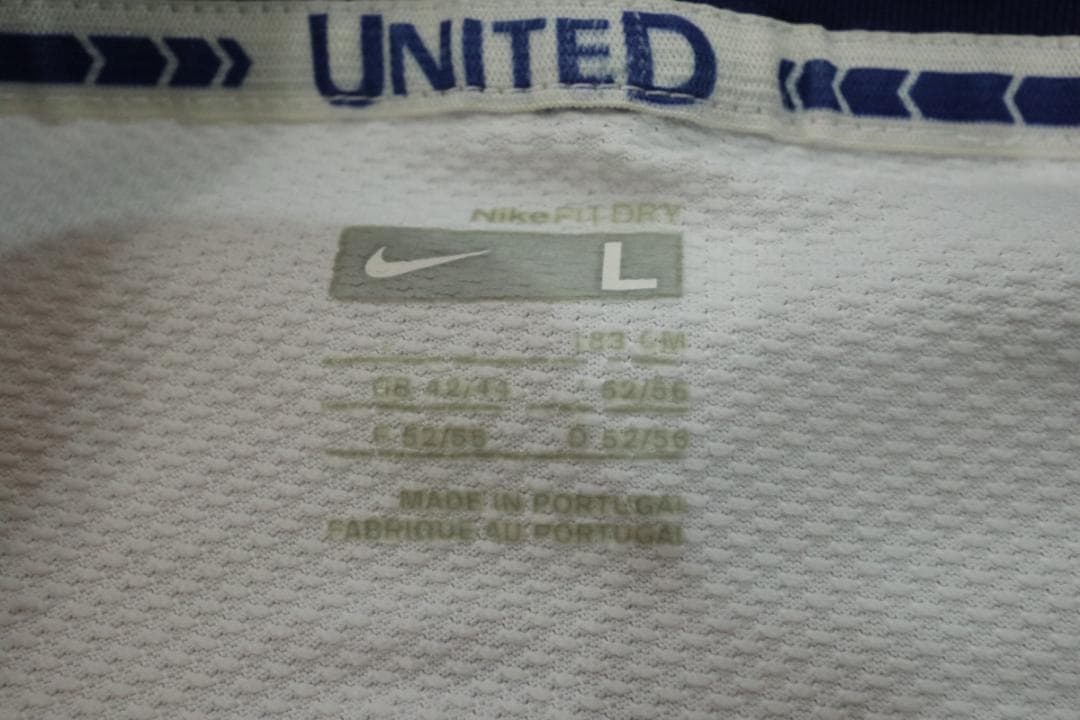 UNITED
Nike FIT DRY
L
183 CM
GB 42/44 52/56
52/56 D 52/56
MADE IN PORTUGAL
FABRIQUE AU PORTUGAL